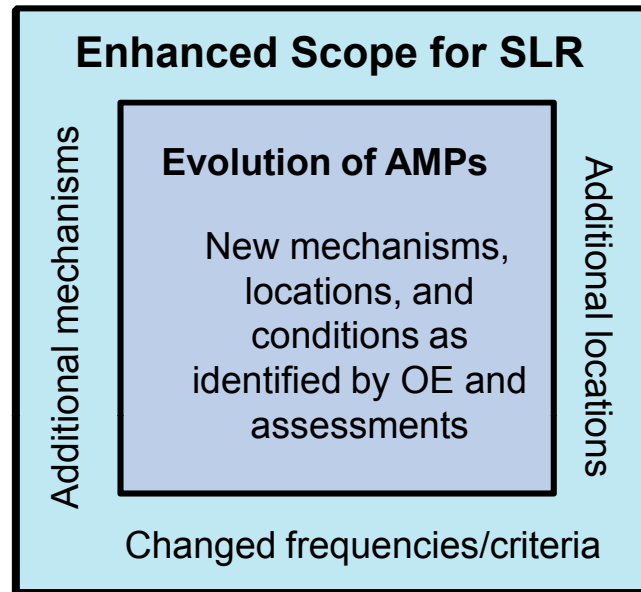 Enhanced Scope for SLR
Additional mechanisms
Evolution of AMPs
New mechanisms,
locations, and
conditions as
identified by OE and
assessments
Additional locations
Changed frequencies/criteria